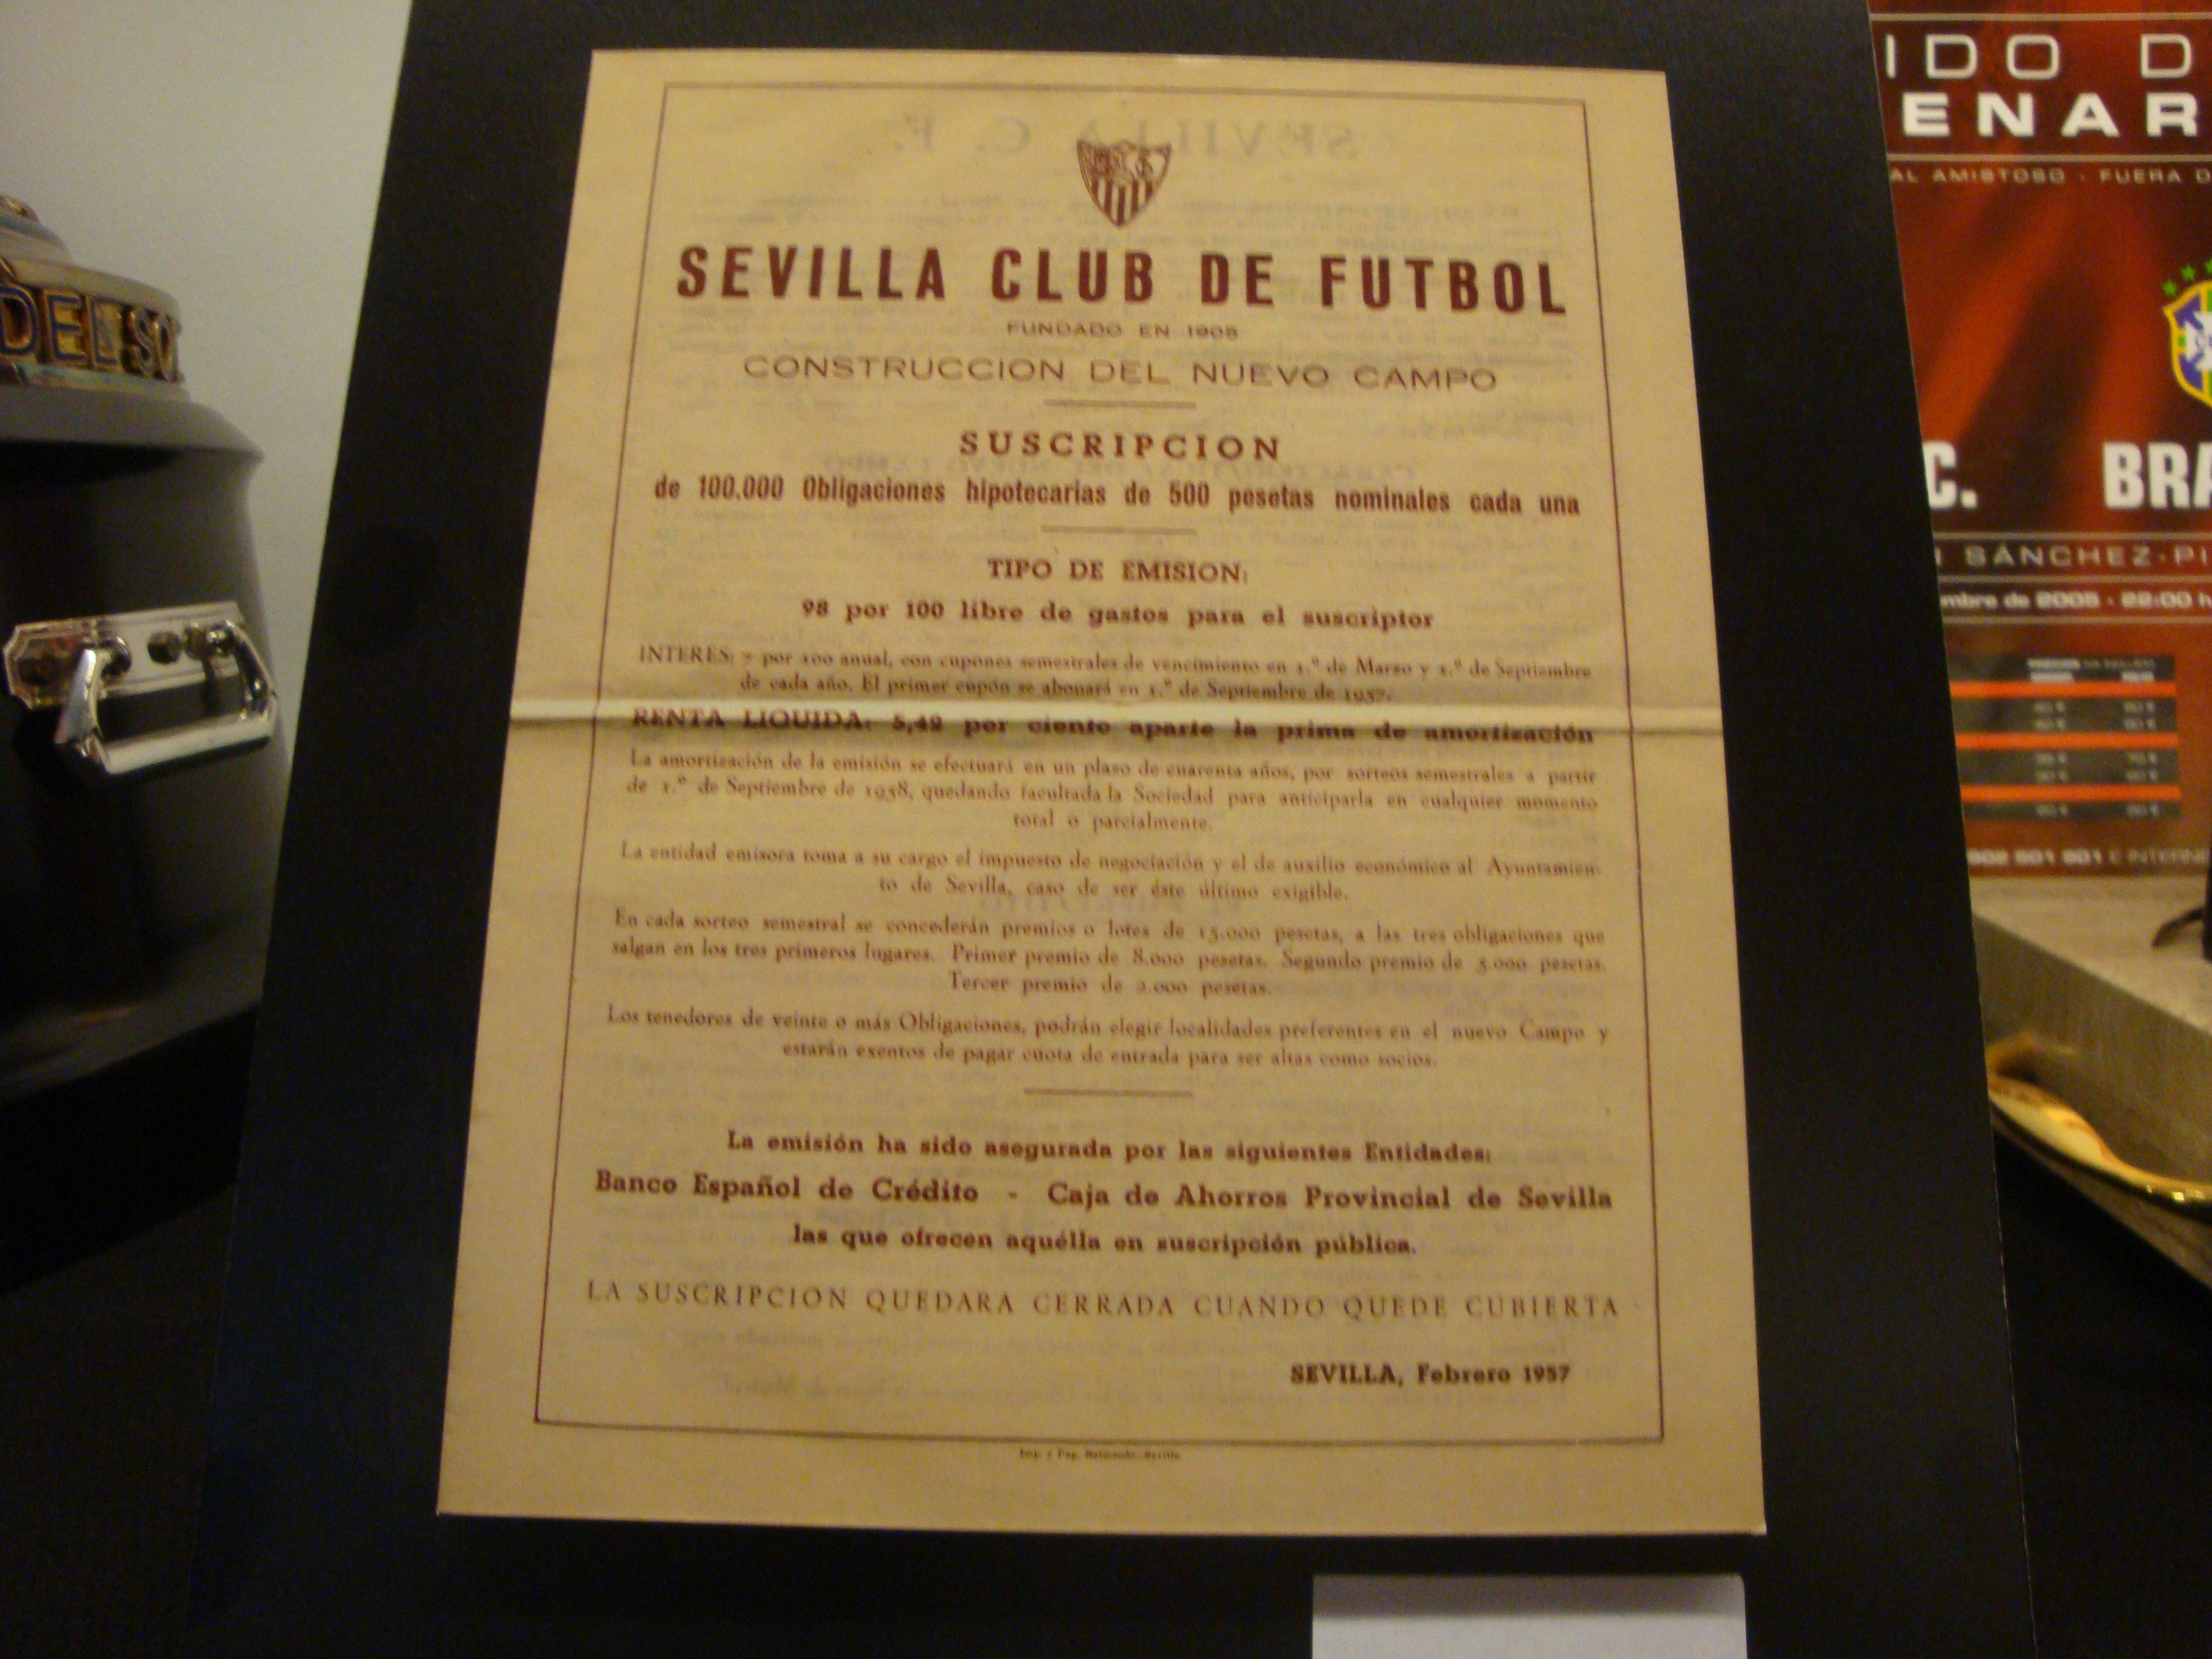 SEVILLA C. F.
SEVILLA CLUB DE FUTBOL
FUNDADO EN 1905
CONSTRUCCION DEL NUEVO CAMPO
SUSCRIPCION
de 100.000 Obligaciones hipotecarias de 500 pesetas nominales cada una
TIPO DE EMISION:
98 por 100 libre de gastos para el suscriptor
INTERES: 7 por 100 anual, con cupones semestrales de vencimiento en 1.º de Marzo y 1.º de Septiembre
de cada año. El primer cupón se abonará en 1.º de Septiembre de 1957.
RENTA LIQUIDA: 5,42 por ciento aparte la prima de amortización
La amortización de la emisión se efectuará en un plazo de cuarenta años, por sorteos semestrales a partir
de 1.º de Septiembre de 1958, quedando facultada la Sociedad para anticiparla en cualquier momento
total o parcialmente.
La entidad emisora toma a su cargo el impuesto de negociación y el de auxilio económico al Ayuntamien-
to de Sevilla, caso de ser éste último exigible.
En cada sorteo semestral se concederán premios o lotes de 15.000 pesetas, a las tres obligaciones que
salgan en los tres primeros lugares. Primer premio de 8.000 pesetas. Segundo premio de 5.000 pesetas.
Tercer premio de 2.000 pesetas.
Los tenedores de veinte o más Obligaciones, podrán elegir localidades preferentes en el nuevo Campo y
estarán exentos de pagar cuota de entrada para ser altas como socios.
La emisión ha sido asegurada por las siguientes Entidades:
Banco Español de Crédito - Caja de Ahorros Provincial de Sevilla
las que ofrecen aquélla en suscripción pública.
LA SUSCRIPCION QUEDARA CERRADA CUANDO QUEDE CUBIERTA
SEVILLA, Febrero 1957
DEL SO
IDO D
ENAR
AL AMISTOSO · FUERA D
C. BRA
SÁNCHEZ-PI
mbre de 2005 - 22:00 h
902 501 901 E INTERNE